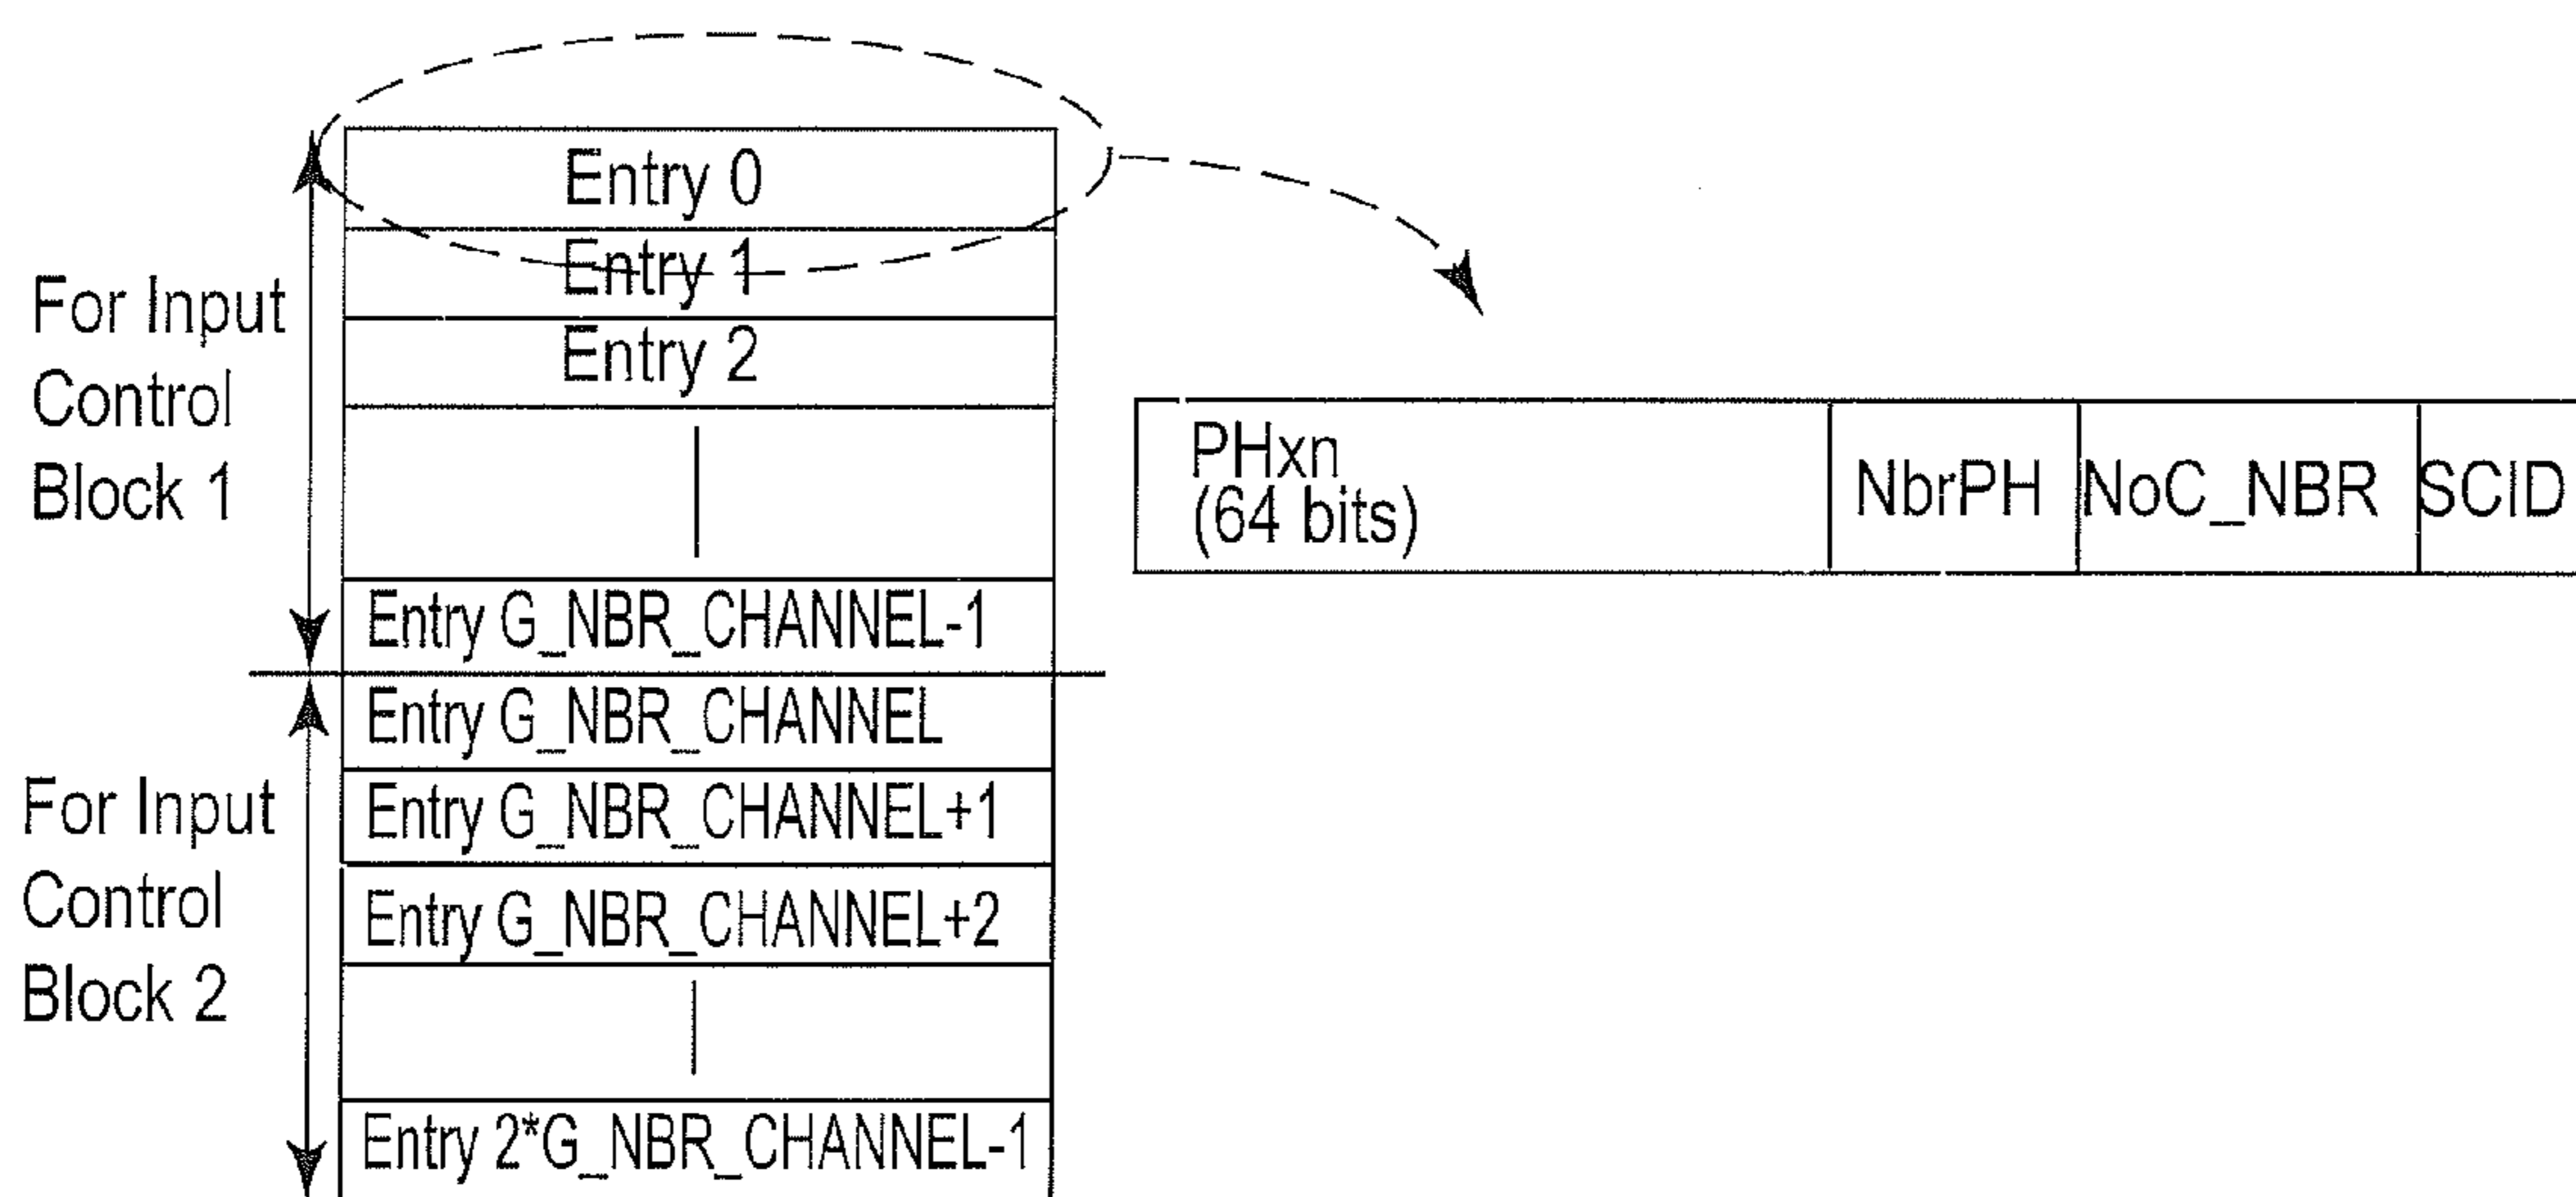 For Input
Control
Block 1
Entry 0
Entry 1
Entry 2
Entry G_NBR_CHANNEL-1
PHxn
(64 bits)
NbrPH
NoC_NBR
SCID
For Input
Control
Block 2
Entry G_NBR_CHANNEL
Entry G_NBR_CHANNEL+1
Entry G_NBR_CHANNEL+2
Entry 2*G_NBR_CHANNEL-1